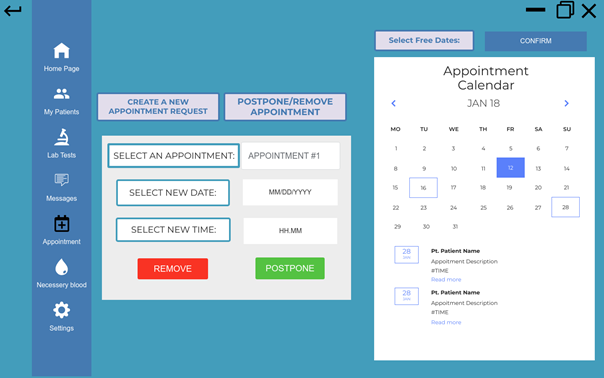 Home Page
My Patients
Lab Tests
Messages
Appointment
Necessery blood
Settings
CREATE A NEW
APPOINTMENT REQUEST
POSTPONE/REMOVE
APPOINTMENT
SELECT AN APPOINTMENT: APPOINTMENT #1
SELECT NEW DATE: MM/DD/YYYY
SELECT NEW TIME: HH.MM
REMOVE POSTPONE
Select Free Dates: CONFIRM
Appointment
Calendar
JAN 18
MO TU WE TH FR SA SU
1 2 3 4 5 6 7
8 9 10 11 12 13 14
15 16 17 18 19 20 21
22 23 24 25 26 27 28
29 30 31
28 Pt. Patient Name
JAN Appoitment Description
#TIME
Read more
28 Pt. Patient Name
JAN Appoitment Description
#TIME
Read more